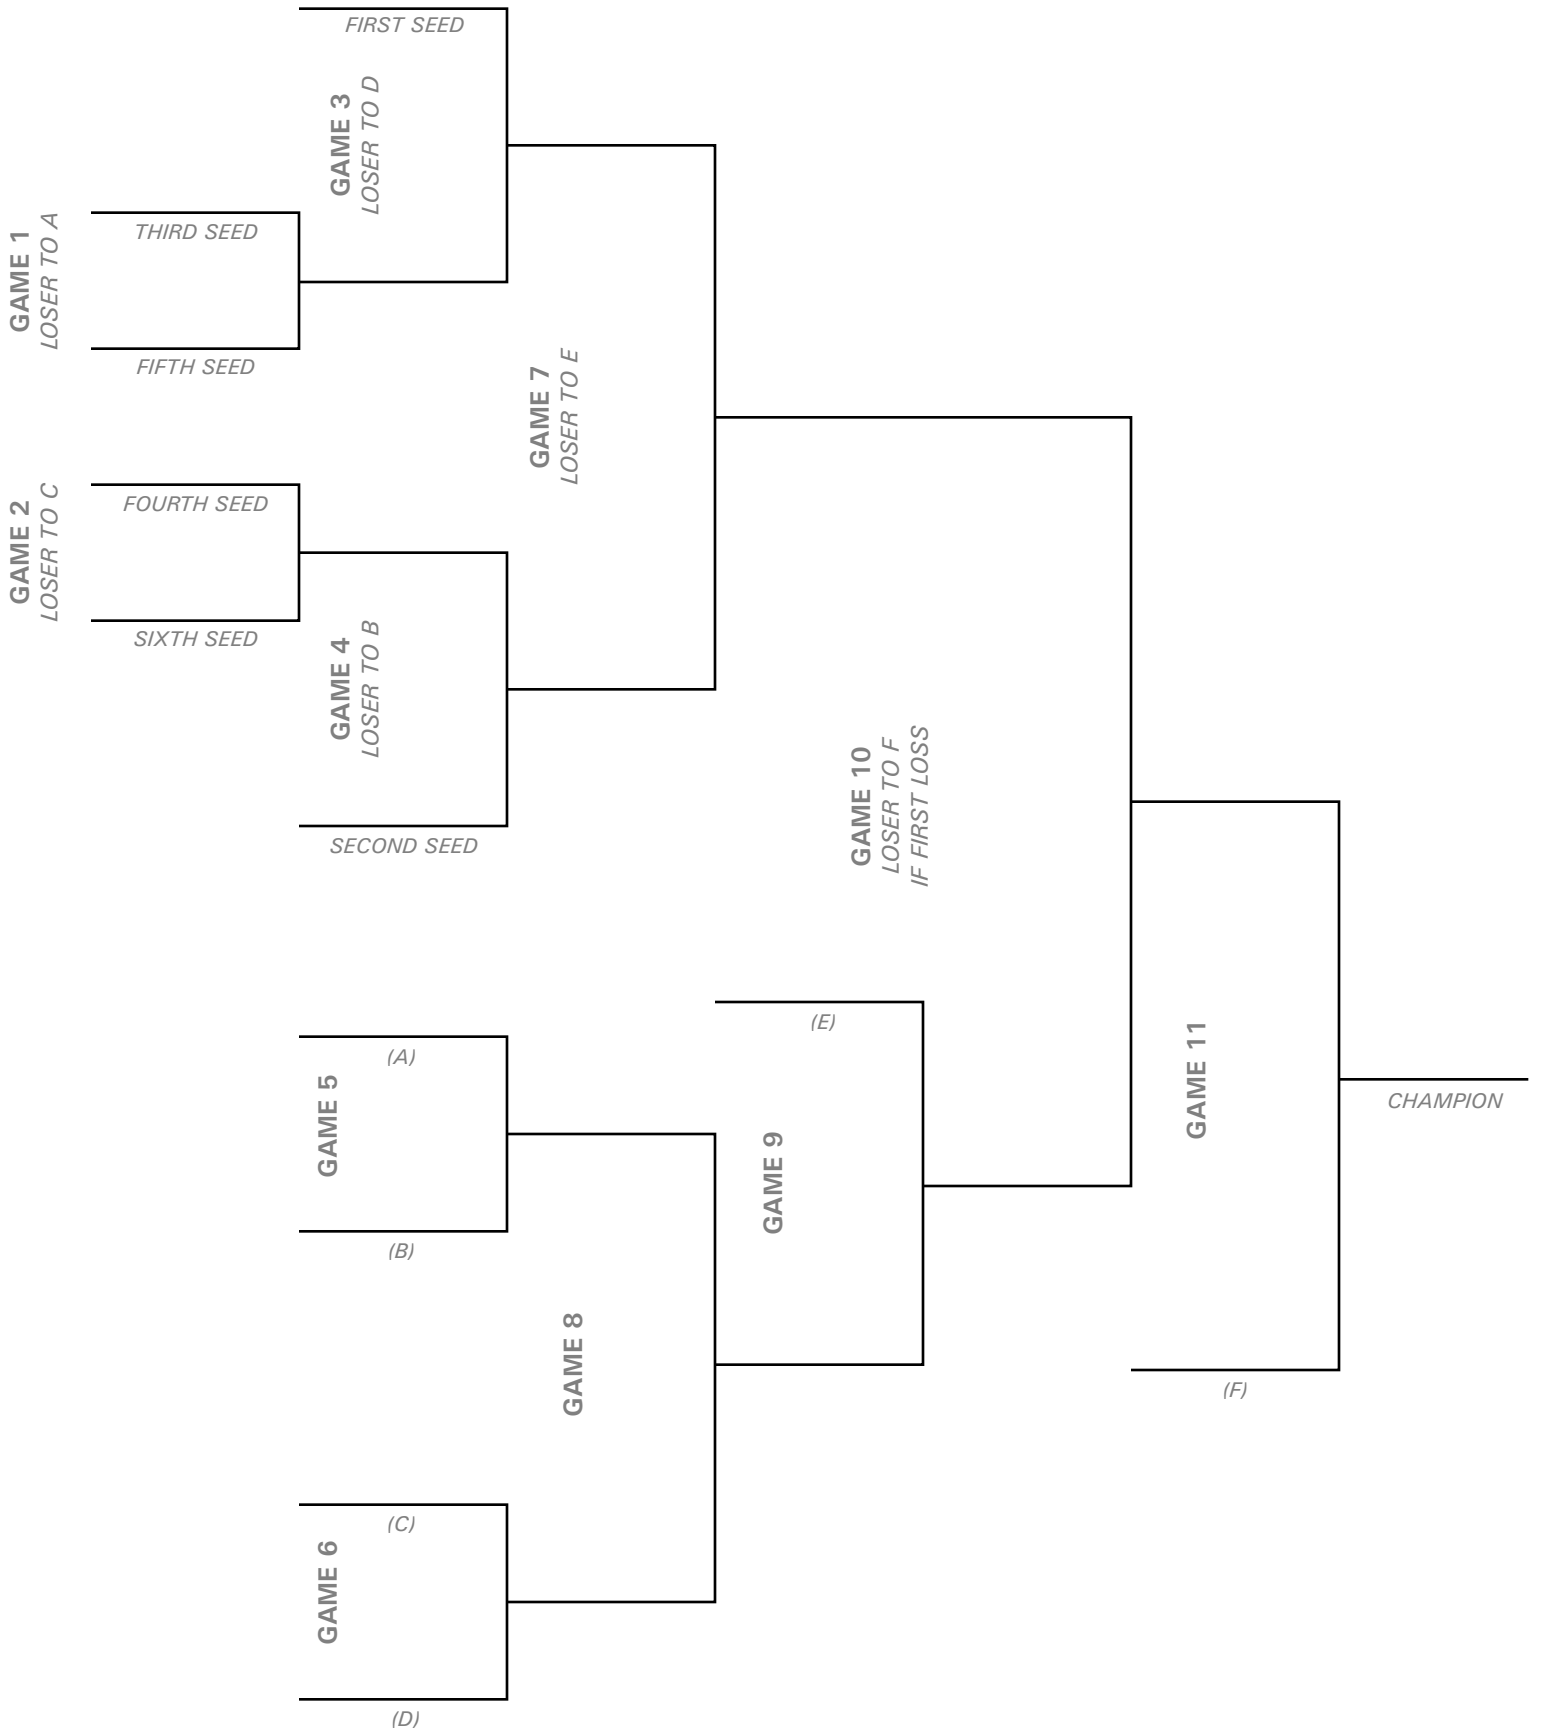 FIRST SEED
GAME 3
LOSER TO D
GAME 1
LOSER TO A
THIRD SEED
FIFTH SEED
GAME 7
LOSER TO E
GAME 2
LOSER TO C
FOURTH SEED
SIXTH SEED
GAME 4
LOSER TO B
SECOND SEED
GAME 10
LOSER TO F
IF FIRST LOSS
(E)
(A)
GAME 5
(B)
GAME 9
GAME 11
CHAMPION
GAME 8
(F)
(C)
GAME 6
(D)